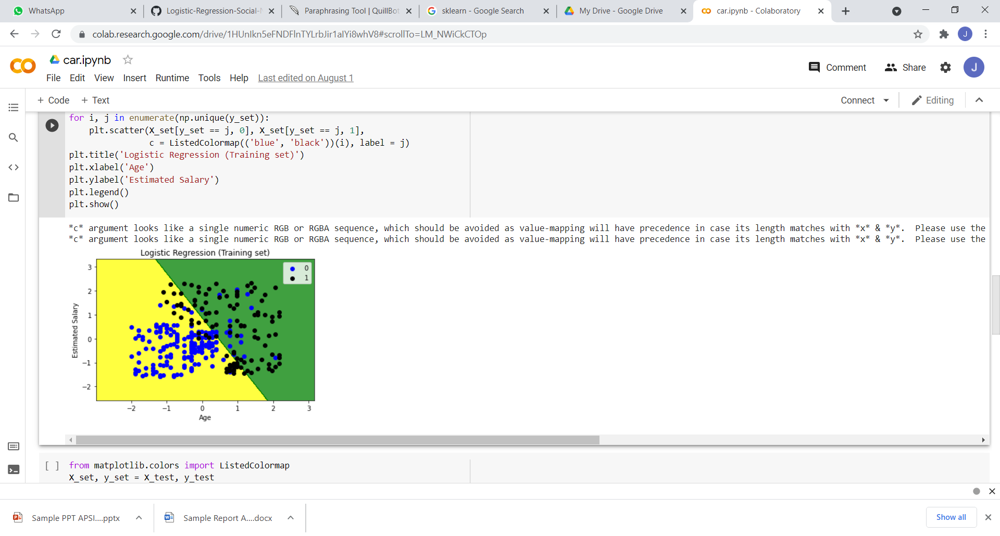 WhatsApp
Logistic-Regression-Social-N
Paraphrasing Tool | QuillBot
sklearn - Google Search
My Drive - Google Drive
car.ipynb - Colaboratory
colab.research.google.com/drive/1HUnIkn5eFNDFlnTYLrbJir1aIYi8whV8#scrollTo=LM_NWiCkCTOp
J
car.ipynb
File Edit View Insert Runtime Tools Help Last edited on August 1
Comment Share J
+ Code + Text
Connect Editing
for i, j in enumerate(np.unique(y_set)):
plt.scatter(X_set[y_set == j, 0], X_set[y_set == j, 1],
c = ListedColormap(('blue', 'black'))(i), label = j)
plt.title('Logistic Regression (Training set)')
plt.xlabel('Age')
plt.ylabel('Estimated Salary')
plt.legend()
plt.show()
*c* argument looks like a single numeric RGB or RGBA sequence, which should be avoided as value-mapping will have precedence in case its length matches with *x* & *y*.  Please use the
*c* argument looks like a single numeric RGB or RGBA sequence, which should be avoided as value-mapping will have precedence in case its length matches with *x* & *y*.  Please use the
Logistic Regression (Training set)
0
1
3
2
1
0
−1
−2
Estimated Salary
−2 −1 0 1 2 3
Age
[ ] from matplotlib.colors import ListedColormap
X_set, y_set = X_test, y_test
Sample PPT APSI....pptx
Sample Report A....docx
Show all